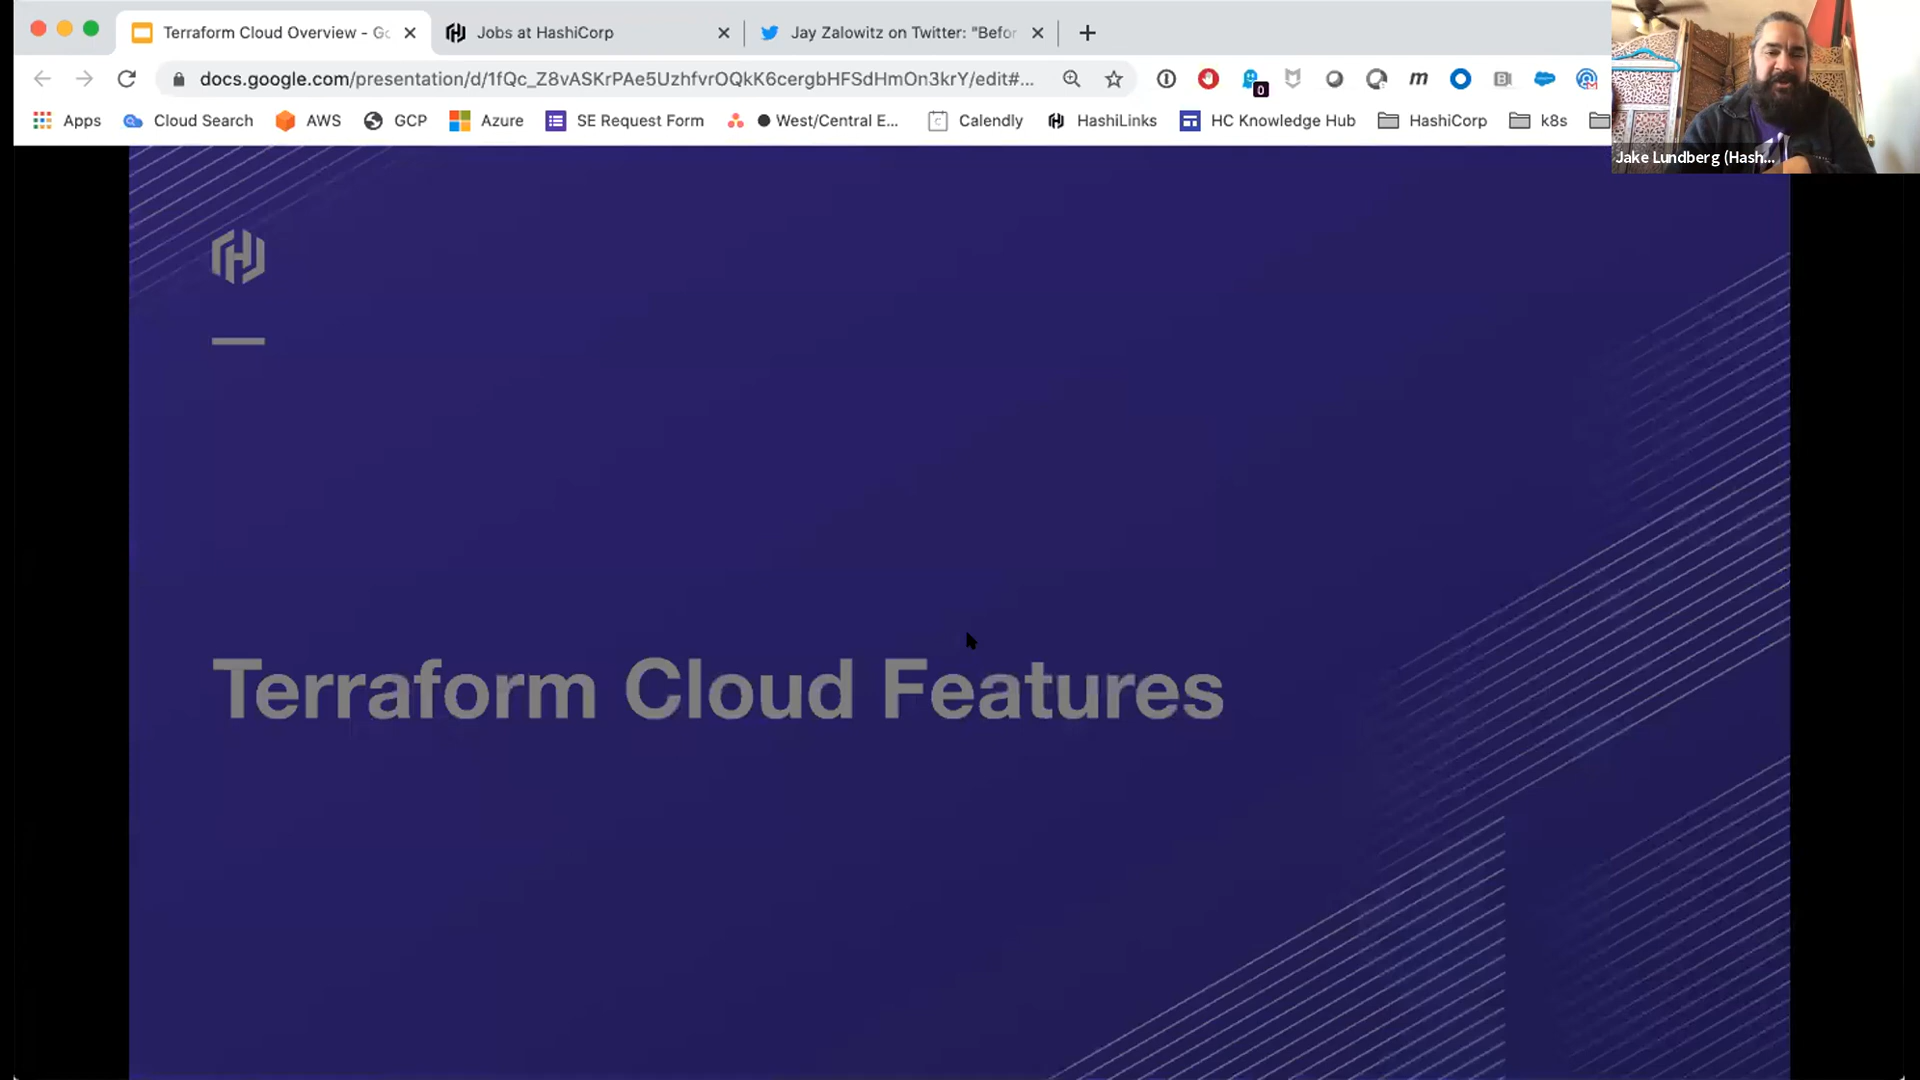 Terraform Cloud Overview - Go
Jobs at HashiCorp
Jay Zalowitz on Twitter: "Befor
docs.google.com/presentation/d/1fQc_Z8vASKrPAe5UzhfvrOQkK6cergbHFSdHmOn3krY/edit#...
m
0
Apps
Cloud Search
AWS
GCP
Azure
SE Request Form
West/Central E...
Calendly
HashiLinks
HC Knowledge Hub
HashiCorp
k8s
Jake Lundberg (Hash...
Terraform Cloud Features